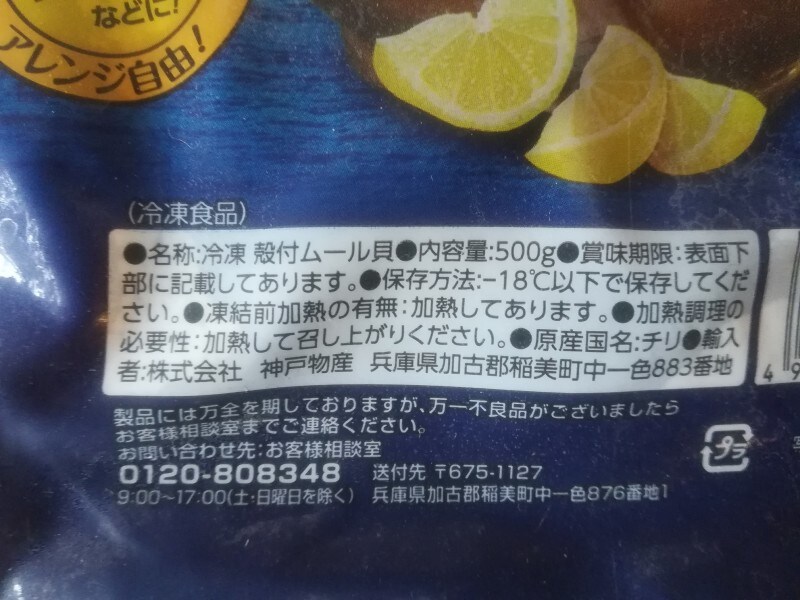 などに!
アレンジ自由!
(冷凍食品)
●名称:冷凍 殻付ムール貝●内容量:500g●賞味期限:表面下
部に記載してあります。●保存方法:-18℃以下で保存してくだ
さい。●凍結前加熱の有無:加熱してあります。●加熱調理の
必要性:加熱して召し上がりください。●原産国名:チリ●輸入
者:株式会社 神戸物産 兵庫県加古郡稲美町中一色883番地
4 9
製品には万全を期しておりますが、万一不良品がございましたら
お客様相談室までご連絡ください。
お問い合わせ先:お客様相談室
0120-808348 送付先 〒675-1127
9:00〜17:00(土・日曜日を除く) 兵庫県加古郡稲美町中一色876番地1
プラ